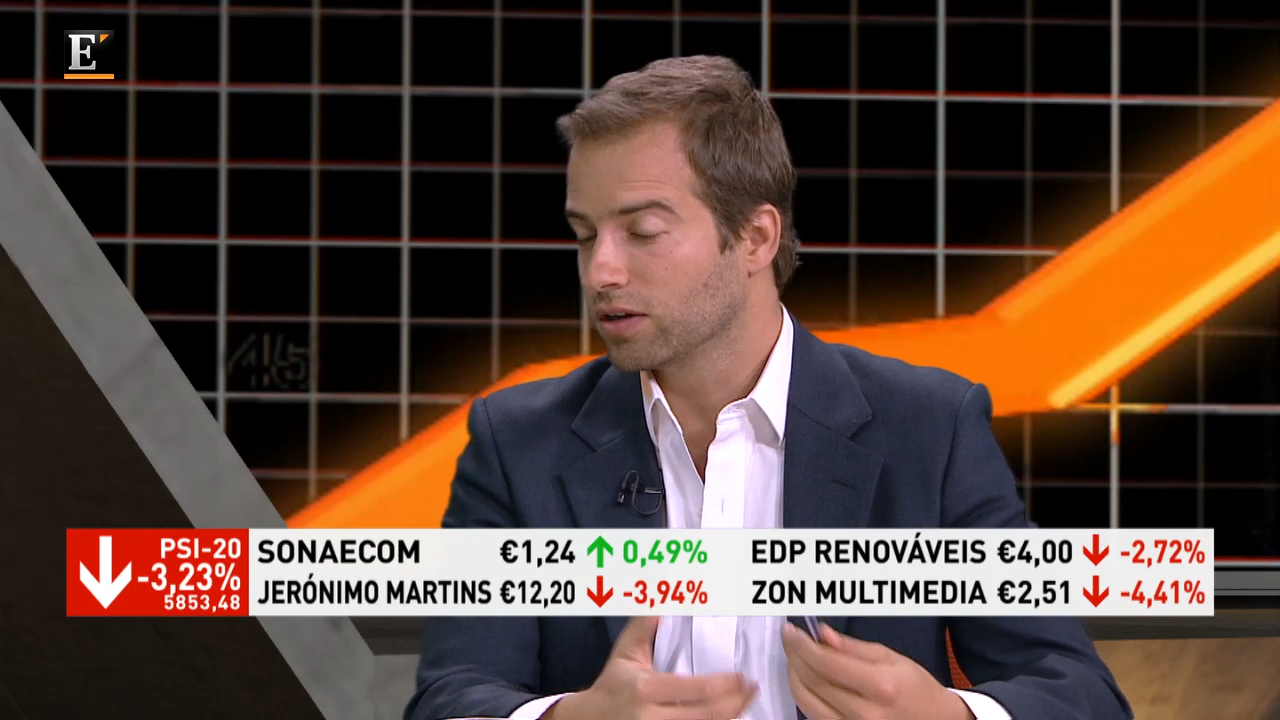 E
PSI-20
-3,23%
5853,48
SONAECOM €1,24 0,49%
JERÓNIMO MARTINS €12,20 -3,94%
EDP RENOVÁVEIS €4,00 -2,72%
ZON MULTIMEDIA €2,51 -4,41%